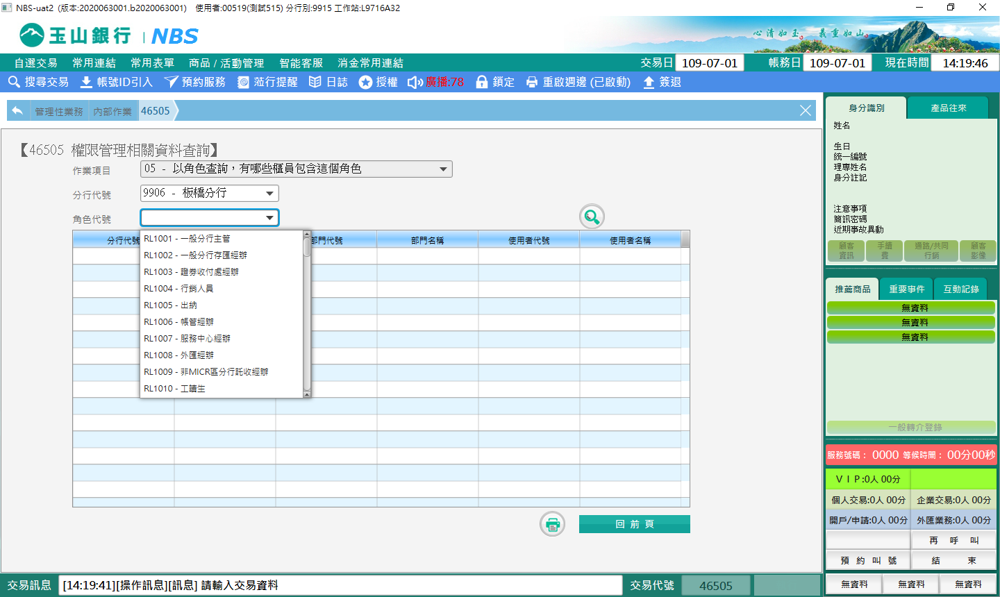 NBS-uat2 (版本:2020063001.b2020063001) 使用者:00519(測試515) 分行別:9915 工作站:L9716A32
玉山銀行 | NBS
心清如玉。義重如山。
自選交易 常用連結 常用表單 商品 / 活動管理 智能客服 消金常用連結 交易日 109-07-01 帳務日 109-07-01 現在時間 14:19:46
搜尋交易 帳號ID引入 預約服務 流行提醒 日誌 授權 廣播:78 鎖定 重啟週邊 (已啟動) 簽退
管理性業務 內部作業 46505
【46505 權限管理相關資料查詢】
作業項目 05 - 以角色查詢，有哪些櫃員包含這個角色
分行代號 9906 - 板橋分行
角色代號
分行代號 部門代號 部門名稱 使用者代號 使用者名稱
RL1001 - 一般分行主管
RL1002 - 一般分行存匯經辦
RL1003 - 證券收付處經辦
RL1004 - 行銷人員
RL1005 - 出納
RL1006 - 帳管經辦
RL1007 - 服務中心經辦
RL1008 - 外匯經辦
RL1009 - 非MICR區分行託收經辦
RL1010 - 工讀生
回 前 頁
身分識別 產品往來
姓名
生日
統一編號
理專姓名
身分註記
注意事項
簡訊密碼
近期事故異動
顧客資訊 手續費 通路/共同行銷 顧客影像
推薦商品 重要事件 互動記錄
無資料
無資料
無資料
一般轉介登錄
服務號碼： 0000 等候時間： 00分00秒
ＶＩＰ:0人 00分
個人交易:0人 00分 企業交易:0人 00分
開戶/申請:0人 00分 外匯業務:0人 00分
再 呼 叫
預 約 叫 號 結 束
無資料 無資料 無資料
交易訊息 [14:19:41][操作訊息][訊息] 請輸入交易資料 交易代號 46505